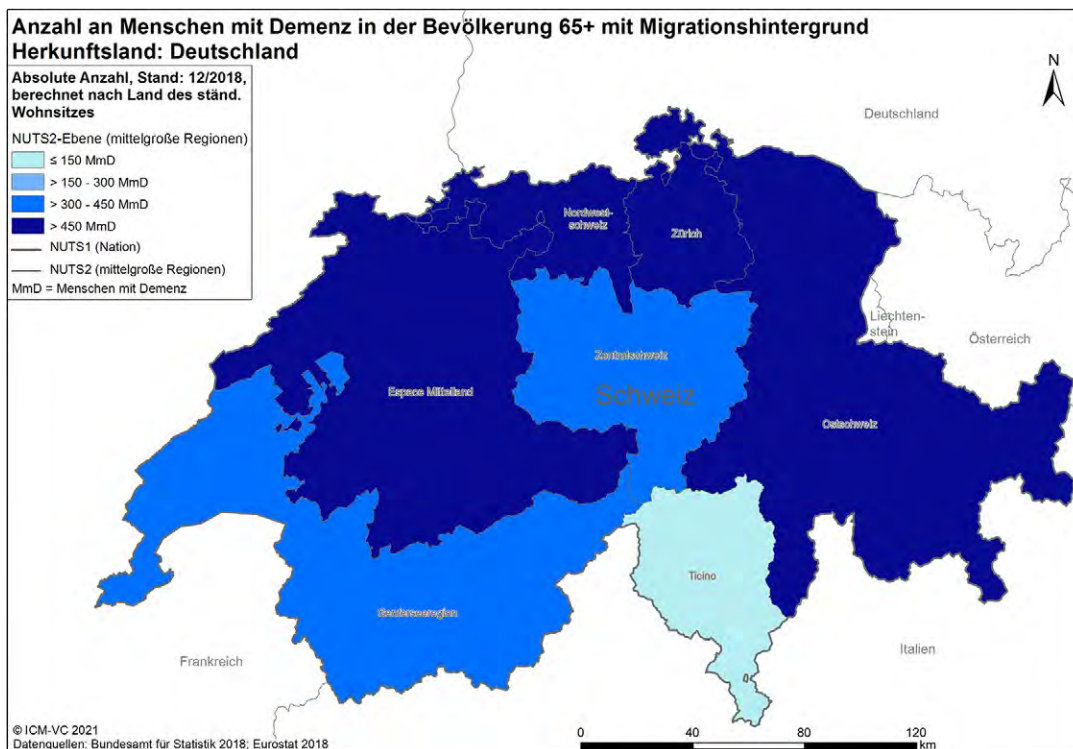 Anzahl an Menschen mit Demenz in der Bevölkerung 65+ mit Migrationshintergrund
Herkunftsland: Deutschland
Absolute Anzahl, Stand: 12/2018,
berechnet nach Land des ständ.
Wohnsitzes
NUTS2-Ebene (mittelgroße Regionen)
≤ 150 MmD
> 150 - 300 MmD
> 300 - 450 MmD
> 450 MmD
NUTS1 (Nation)
NUTS2 (mittelgroße Regionen)
MmD = Menschen mit Demenz
N
Deutschland
Nordwest-
schweiz
Zürich
Liechten-
stein
Österreich
Zentralschweiz
Espace Mittelland
Schweiz
Ostschweiz
Ticino
Genferseeregion
Frankreich
Italien
© ICM-VC 2021
Datenquellen: Bundesamt für Statistik 2018; Eurostat 2018
0 40 80 120
km